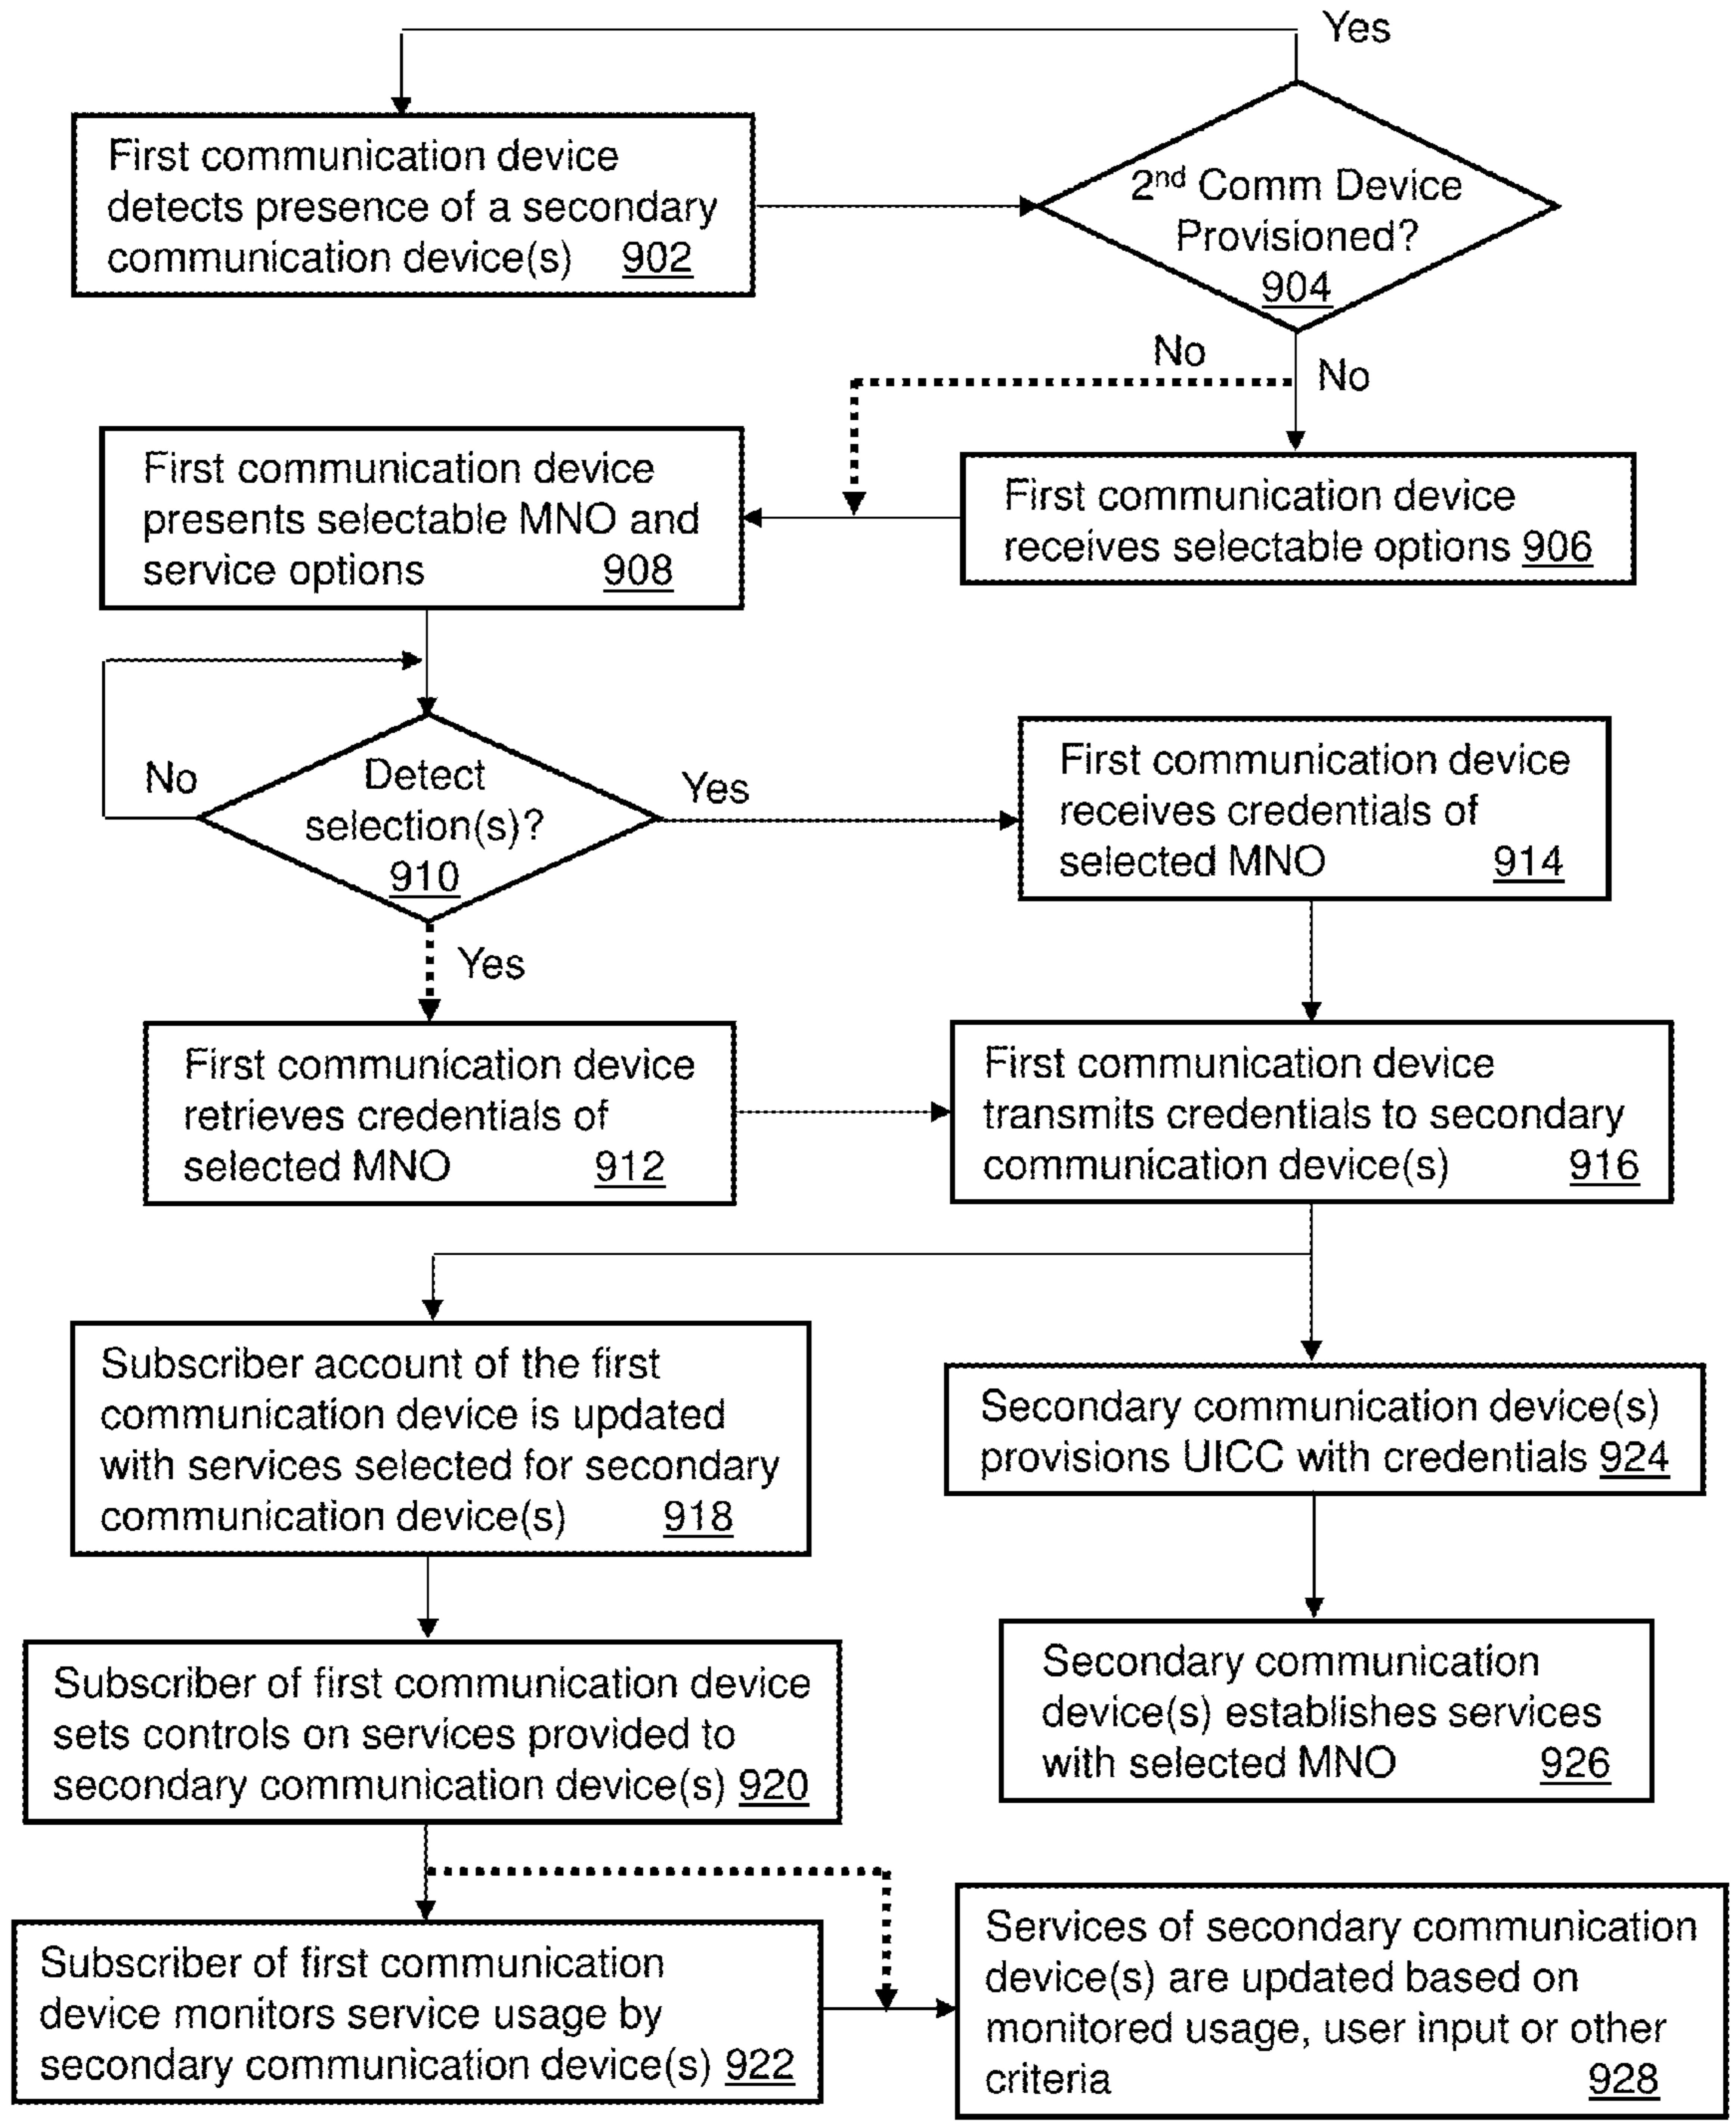 Yes
First communication device
detects presence of a secondary
communication device(s) 902
2nd Comm Device
Provisioned?
904
No
No
First communication device
presents selectable MNO and
service options 908
First communication device
receives selectable options 906
No
Detect
selection(s)?
910
Yes
First communication device
receives credentials of
selected MNO 914
Yes
First communication device
retrieves credentials of
selected MNO 912
First communication device
transmits credentials to secondary
communication device(s) 916
Subscriber account of the first
communication device is updated
with services selected for secondary
communication device(s) 918
Secondary communication device(s)
provisions UICC with credentials 924
Subscriber of first communication device
sets controls on services provided to
secondary communication device(s) 920
Secondary communication
device(s) establishes services
with selected MNO 926
Subscriber of first communication
device monitors service usage by
secondary communication device(s) 922
Services of secondary communication
device(s) are updated based on
monitored usage, user input or other
criteria 928